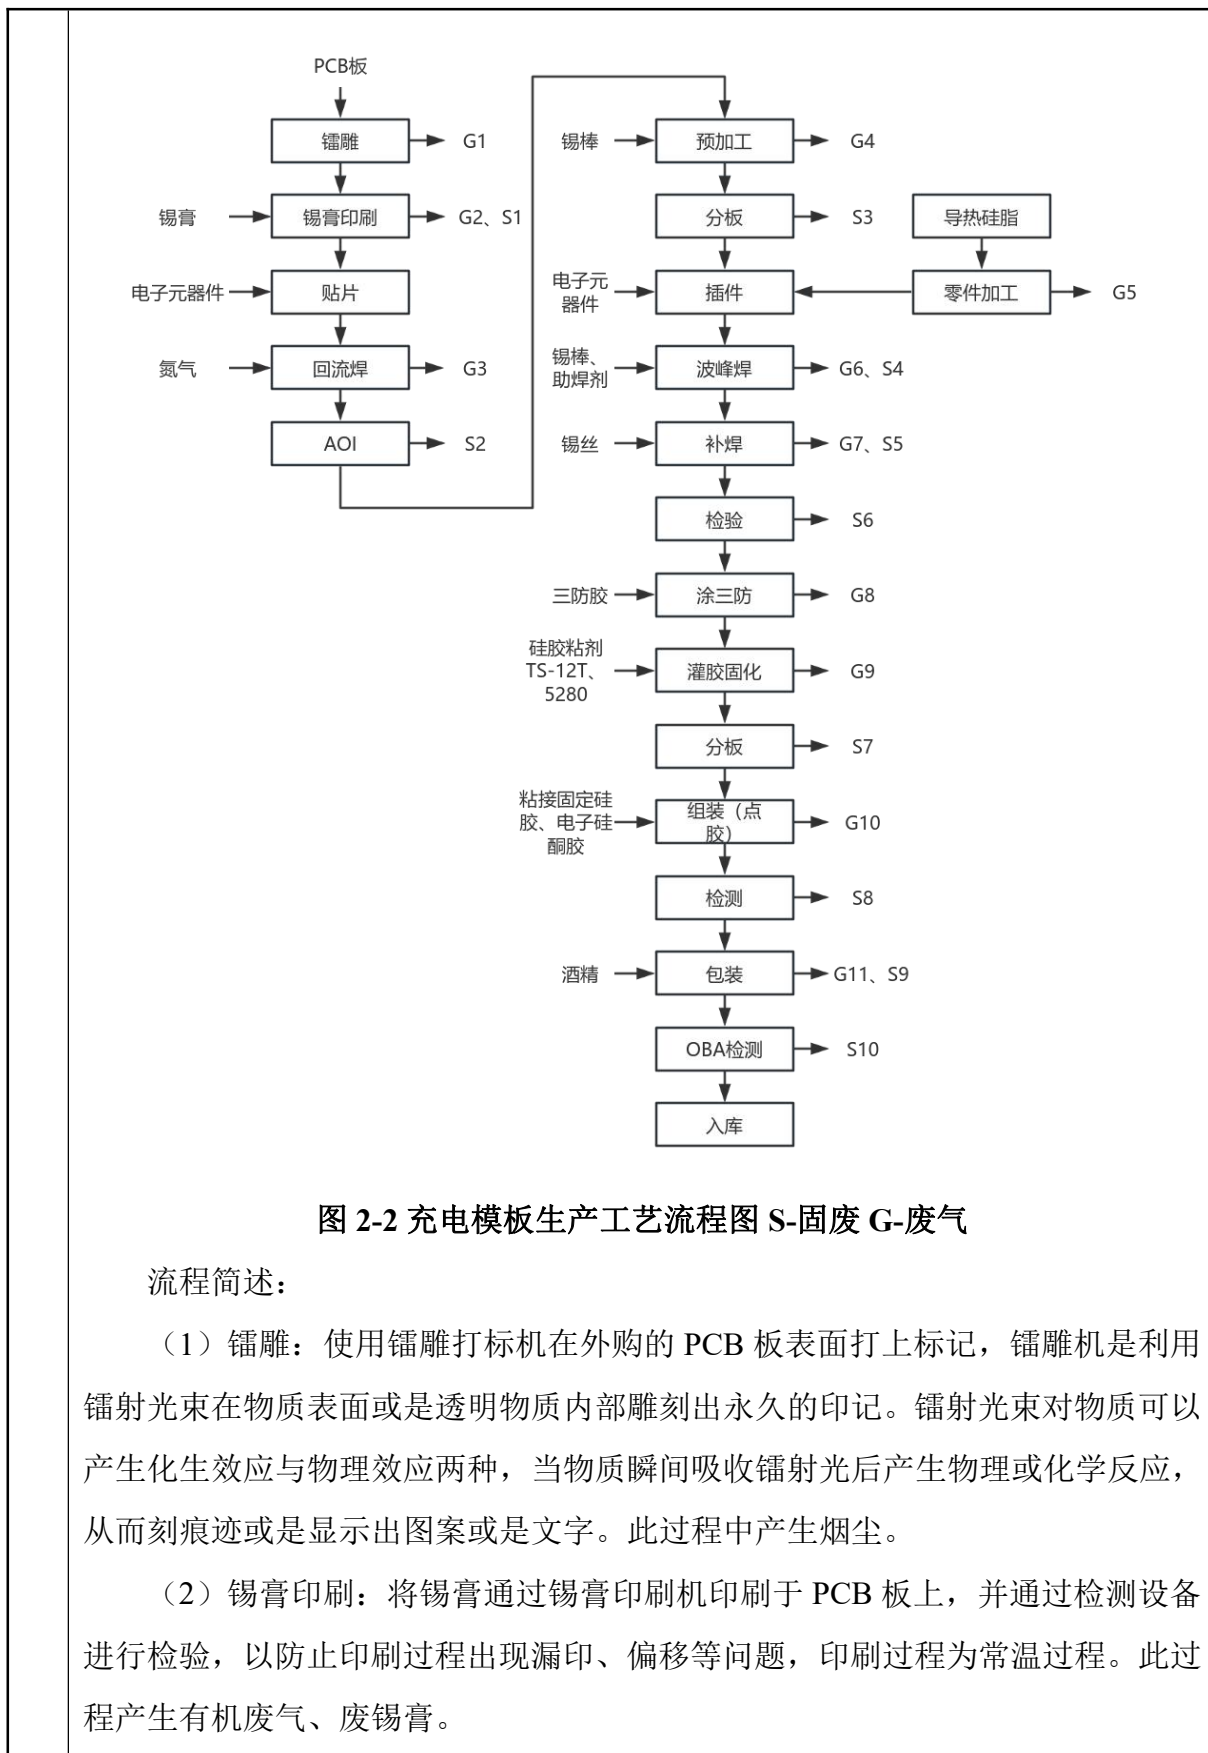 PCB板
镭雕
G1
锡膏
锡膏印刷
G2、S1
电子元器件
贴片
氮气
回流焊
G3
AOI
S2
锡棒
预加工
G4
分板
S3
导热硅脂
电子元
器件
插件
零件加工
G5
锡棒、
助焊剂
波峰焊
G6、S4
锡丝
补焊
G7、S5
检验
S6
三防胶
涂三防
G8
硅胶粘剂
TS-12T、
5280
灌胶固化
G9
分板
S7
粘接固定硅
胶、电子硅
酮胶
组装（点
胶）
G10
检测
S8
酒精
包装
G11、S9
OBA检测
S10
入库
图 2-2 充电模板生产工艺流程图 S-固废 G-废气
流程简述：
（1）镭雕：使用镭雕打标机在外购的 PCB 板表面打上标记，镭雕机是利用
镭射光束在物质表面或是透明物质内部雕刻出永久的印记。镭射光束对物质可以
产生化生效应与物理效应两种，当物质瞬间吸收镭射光后产生物理或化学反应，
从而刻痕迹或是显示出图案或是文字。此过程中产生烟尘。
（2）锡膏印刷：将锡膏通过锡膏印刷机印刷于 PCB 板上，并通过检测设备
进行检验，以防止印刷过程出现漏印、偏移等问题，印刷过程为常温过程。此过
程产生有机废气、废锡膏。